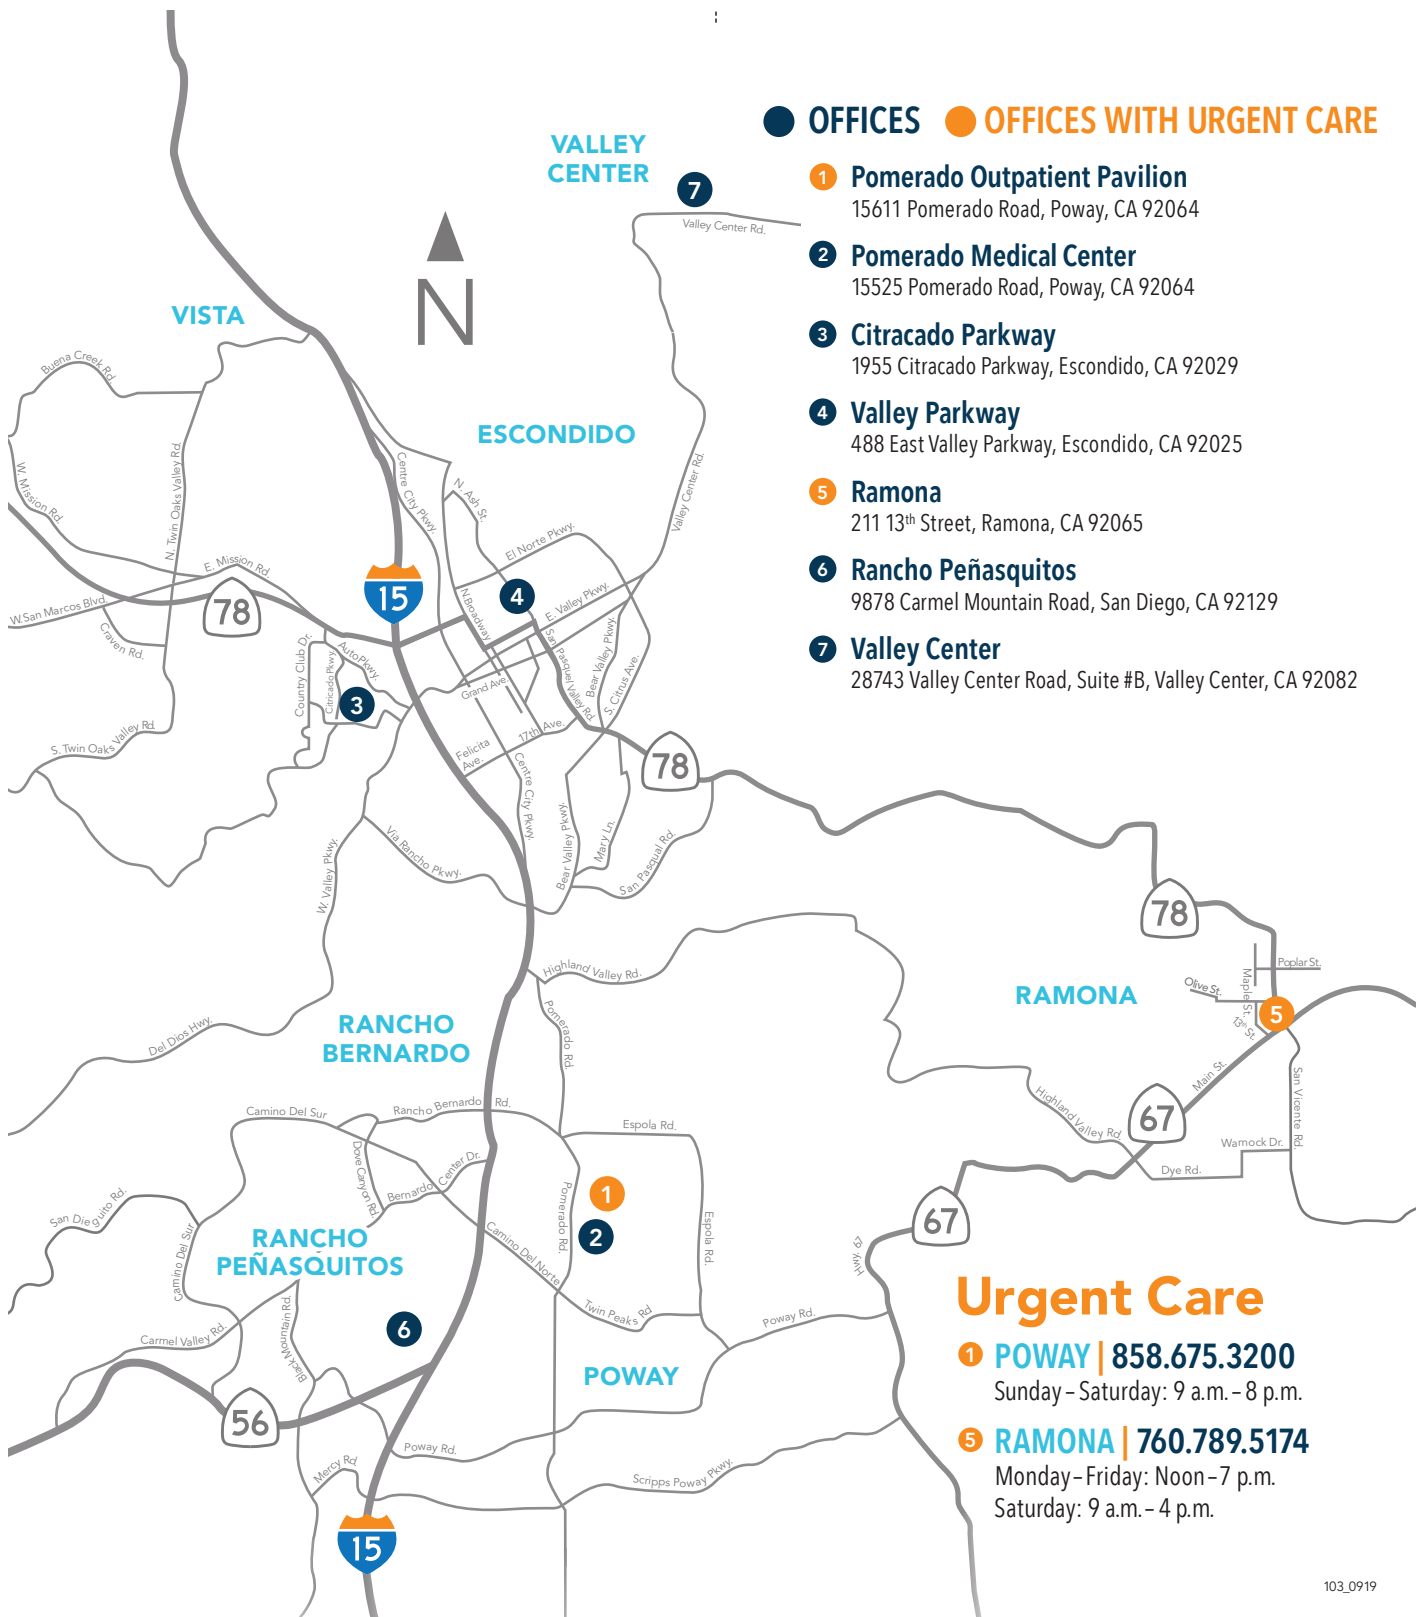 OFFICES
OFFICES WITH URGENT CARE
1 Pomerado Outpatient Pavilion
15611 Pomerado Road, Poway, CA 92064
2 Pomerado Medical Center
15525 Pomerado Road, Poway, CA 92064
3 Citracado Parkway
1955 Citracado Parkway, Escondido, CA 92029
4 Valley Parkway
488 East Valley Parkway, Escondido, CA 92025
5 Ramona
211 13th Street, Ramona, CA 92065
6 Rancho Peñasquitos
9878 Carmel Mountain Road, San Diego, CA 92129
7 Valley Center
28743 Valley Center Road, Suite #B, Valley Center, CA 92082
VALLEY
CENTER
7
Valley Center Rd.
N
VISTA
Buena Creek Rd
ESCONDIDO
W. Mission Rd.
N. Twin Oaks Valley Rd.
Centre City Pkwy.
N. Ash St.
Valley Center Rd.
El Norte Pkwy.
E. Mission Rd.
15
78
4
N.Broadway
E. Valley Pkwy.
W.San Marcos Blvd.
Craven Rd.
Country Club Dr.
Citricado Pkwy.
AutoPkwy.
3
Grand Ave.
San Pasquel Valley Rd.
Bear Valley Pkwy.
S. Citrus Ave.
S. Twin Oaks Valley Rd.
Felicita
Ave.
17th Ave.
78
Centre City Pkwy.
Bear Valley Pkwy.
Mary Ln.
San Pasqual Rd.
Via Rancho Pkwy.
W. Valley Pkwy.
78
Highland Valley Rd.
Poplar St.
Olive St.
Maple St.
13th St.
5
RAMONA
Pomerado Rd.
RANCHO
BERNARDO
Del Dios Hwy.
Main St.
San Vicente Rd.
Highland Valley Rd.
67
Warnock Dr.
Dye Rd.
Camino Del Sur
Rancho Bernardo Rd.
Espola Rd.
Dove Canyon Rd.
Bernardo Center Dr.
1
2
Pomerado Rd.
Espola Rd.
67
Hwy. 67
San Dieguito Rd.
Camino Del Sur
RANCHO
PEÑASQUITOS
Camino Del Norte
Twin Peaks Rd
Poway Rd.
Carmel Valley Rd.
Black Mountain Rd.
6
POWAY
56
Poway Rd.
Mercy Rd
Scripps Poway Pkwy.
15
Urgent Care
1 POWAY | 858.675.3200
Sunday – Saturday: 9 a.m. – 8 p.m.
5 RAMONA | 760.789.5174
Monday – Friday: Noon – 7 p.m.
Saturday: 9 a.m. – 4 p.m.
103_0919